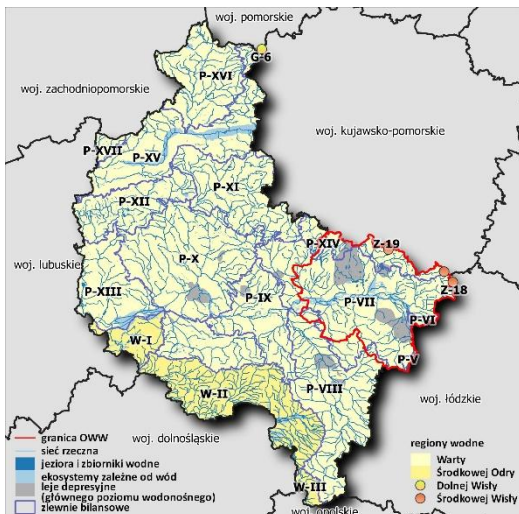 woj. pomorskie
G-6
woj. zachodniopomorskie
P-XVI
woj. kujawsko-pomorskie
P-XVII
P-XV
P-XI
P-XII
P-XIV
Z-19
woj. lubuskie
P-X
P-XIII
P-IX
P-VII
Z-18
P-VI
W-I
P-V
W-II
P-VIII
woj. łódzkie
woj. dolnośląskie
W-III
woj. opolskie
granica OWW
sieć rzeczna
jeziora i zbiorniki wodne
ekosystemy zależne od wód
leje depresyjne
(głównego poziomu wodonośnego)
zlewnie bilansowe
regiony wodne
Warty
Środkowej Odry
Dolnej Wisły
Środkowej Wisły